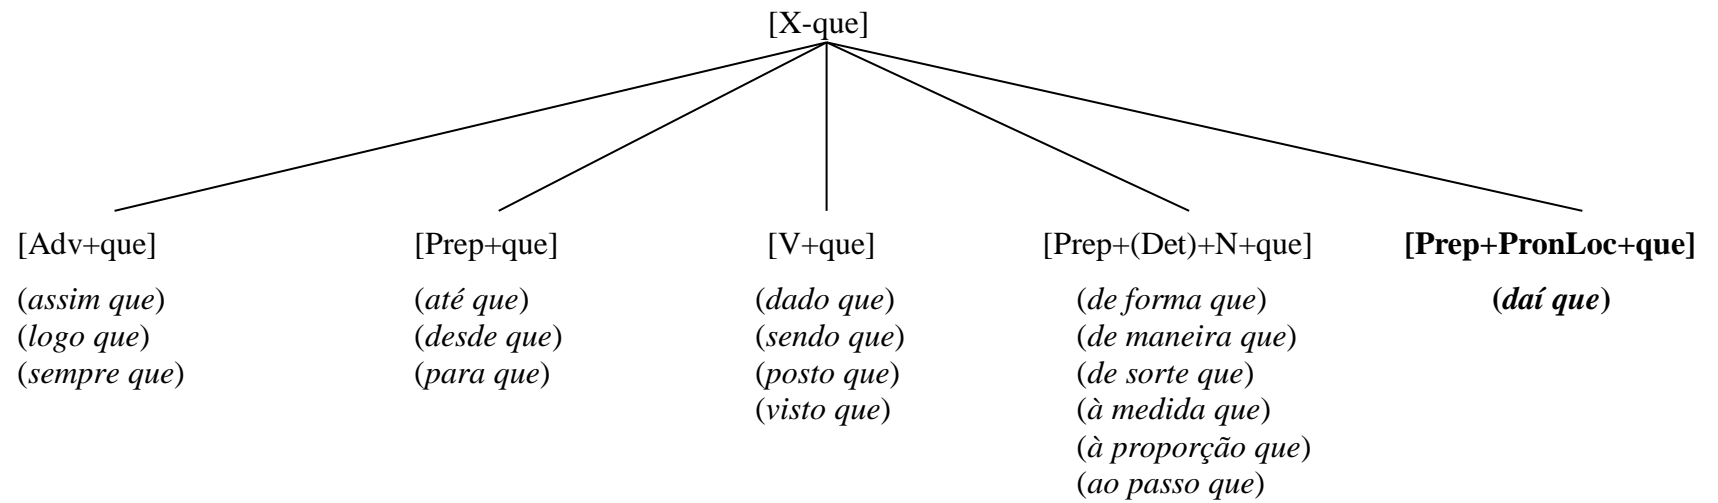 [X-que]
[Adv+que] [Prep+que] [V+que] [Prep+(Det)+N+que] [Prep+PronLoc+que]
(assim que) (até que) (dado que) (de forma que) (daí que)
(logo que) (desde que) (sendo que) (de maneira que)
(sempre que) (para que) (posto que) (de sorte que)
(visto que) (à medida que)
(à proporção que)
(ao passo que)